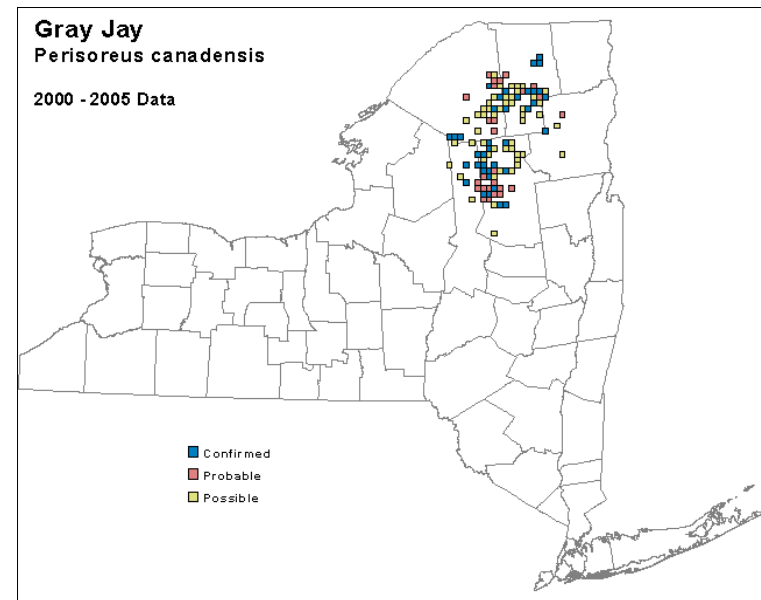 Gray Jay
Perisoreus canadensis
2000 - 2005 Data
Confirmed
Probable
Possible